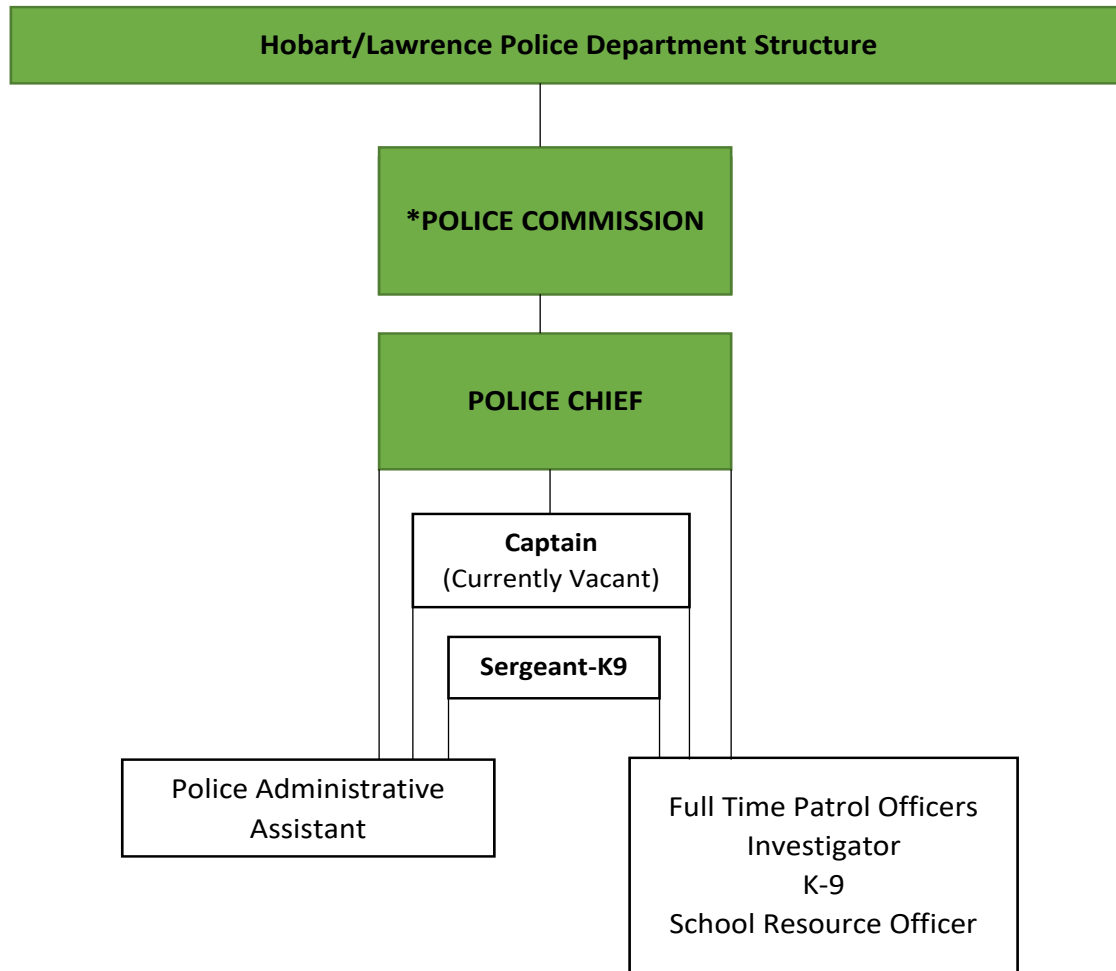 Hobart/Lawrence Police Department Structure
*POLICE COMMISSION
POLICE CHIEF
Captain
(Currently Vacant)
Sergeant-K9
Police Administrative
Assistant
Full Time Patrol Officers
Investigator
K-9
School Resource Officer